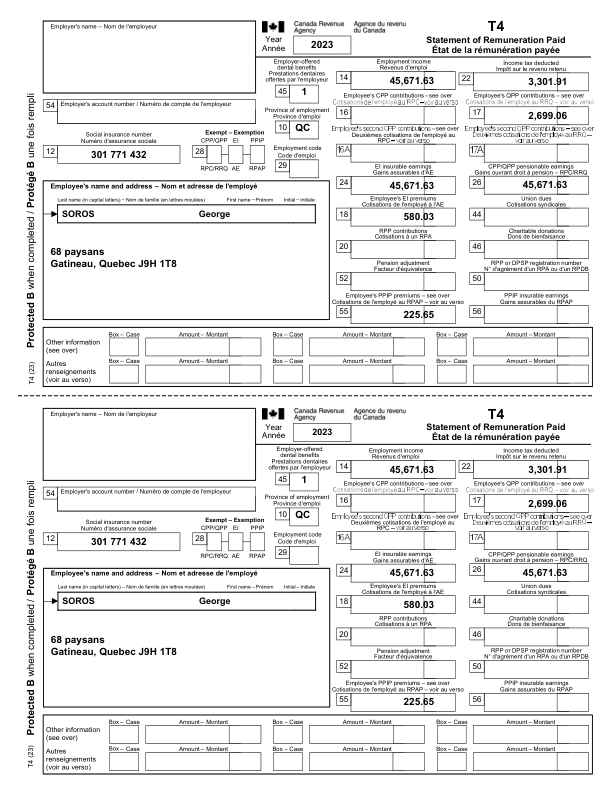 Employer's name – Nom de l'employeur
Canada Revenue Agency
Agence du revenu du Canada
T4
Statement of Remuneration Paid
État de la rémunération payée
Year
Année
2023
Employer-offered dental benefits
Prestations dentaires offertes par l'employeur
45 1
Employment income
Revenus d'emploi
14 45,671.63
Income tax deducted
Impôt sur le revenu retenu
22 3,301.91
54 Employer's account number / Numéro de compte de l'employeur
Province of employment
Province d'emploi
10 QC
Employee's CPP contributions – see over
Cotisations de l'employé au RPC – voir au verso
16
Employee's QPP contributions – see over
Cotisations de l'employé au RRQ – voir au verso
17 2,699.06
Social insurance number
Numéro d'assurance sociale
12 301 771 432
Exempt – Exemption
CPP/QPP EI PPIP
28
RPC/RRQ AE RPAP
Employment code
Code d'emploi
29
Employee's second CPP contributions – see over
Deuxièmes cotisations de l'employé au RPC – voir au verso
16A
Employee's second QPP contributions – see over
Deuxièmes cotisations de l'employé au RRQ – voir au verso
17A
EI insurable earnings
Gains assurables d'AE
24 45,671.63
CPP/QPP pensionable earnings
Gains ouvrant droit à pension – RPC/RRQ
26 45,671.63
Employee's name and address – Nom et adresse de l'employé
Last name (in capital letters) – Nom de famille (en lettres moulées) First name – Prénom Initial – Initiale
SOROS George
68 paysans
Gatineau, Quebec J9H 1T8
Employee's EI premiums
Cotisations de l'employé à l'AE
18 580.03
Union dues
Cotisations syndicales
44
RPP contributions
Cotisations à un RPA
20
Charitable donations
Dons de bienfaisance
46
Pension adjustment
Facteur d'équivalence
52
RPP or DPSP registration number
N° d'agrément d'un RPA ou d'un RPDB
50
Employee's PPIP premiums – see over
Cotisations de l'employé au RPAP – voir au verso
55 225.65
PPIP insurable earnings
Gains assurables du RPAP
56
Box – Case Amount – Montant Box – Case Amount – Montant Box – Case Amount – Montant
Other information
(see over)
Box – Case Amount – Montant Box – Case Amount – Montant Box – Case Amount – Montant
Autres
renseignements
(voir au verso)
T4 (23)
Protected B when completed / Protégé B une fois rempli
Employer's name – Nom de l'employeur
Canada Revenue Agency
Agence du revenu du Canada
T4
Statement of Remuneration Paid
État de la rémunération payée
Year
Année
2023
Employer-offered dental benefits
Prestations dentaires offertes par l'employeur
45 1
Employment income
Revenus d'emploi
14 45,671.63
Income tax deducted
Impôt sur le revenu retenu
22 3,301.91
54 Employer's account number / Numéro de compte de l'employeur
Province of employment
Province d'emploi
10 QC
Employee's CPP contributions – see over
Cotisations de l'employé au RPC – voir au verso
16
Employee's QPP contributions – see over
Cotisations de l'employé au RRQ – voir au verso
17 2,699.06
Social insurance number
Numéro d'assurance sociale
12 301 771 432
Exempt – Exemption
CPP/QPP EI PPIP
28
RPC/RRQ AE RPAP
Employment code
Code d'emploi
29
Employee's second CPP contributions – see over
Deuxièmes cotisations de l'employé au RPC – voir au verso
16A
Employee's second QPP contributions – see over
Deuxièmes cotisations de l'employé au RRQ – voir au verso
17A
EI insurable earnings
Gains assurables d'AE
24 45,671.63
CPP/QPP pensionable earnings
Gains ouvrant droit à pension – RPC/RRQ
26 45,671.63
Employee's name and address – Nom et adresse de l'employé
Last name (in capital letters) – Nom de famille (en lettres moulées) First name – Prénom Initial – Initiale
SOROS George
68 paysans
Gatineau, Quebec J9H 1T8
Employee's EI premiums
Cotisations de l'employé à l'AE
18 580.03
Union dues
Cotisations syndicales
44
RPP contributions
Cotisations à un RPA
20
Charitable donations
Dons de bienfaisance
46
Pension adjustment
Facteur d'équivalence
52
RPP or DPSP registration number
N° d'agrément d'un RPA ou d'un RPDB
50
Employee's PPIP premiums – see over
Cotisations de l'employé au RPAP – voir au verso
55 225.65
PPIP insurable earnings
Gains assurables du RPAP
56
Box – Case Amount – Montant Box – Case Amount – Montant Box – Case Amount – Montant
Other information
(see over)
Box – Case Amount – Montant Box – Case Amount – Montant Box – Case Amount – Montant
Autres
renseignements
(voir au verso)
T4 (23)
Protected B when completed / Protégé B une fois rempli